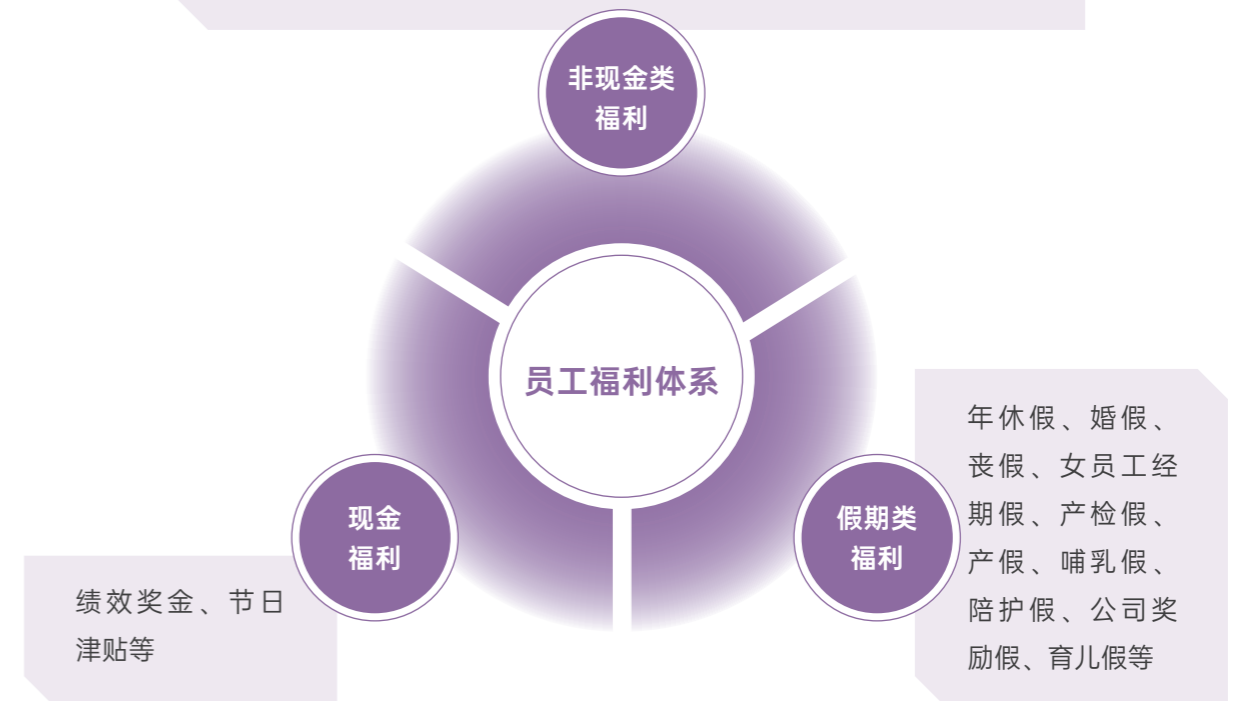 非现金类
福利
员工福利体系
现金
福利
绩效奖金、节日
津贴等
假期类
福利
年休假、婚假、
丧假、女员工经
期假、产检假、
产假、哺乳假、
陪护假、公司奖
励假、育儿假等